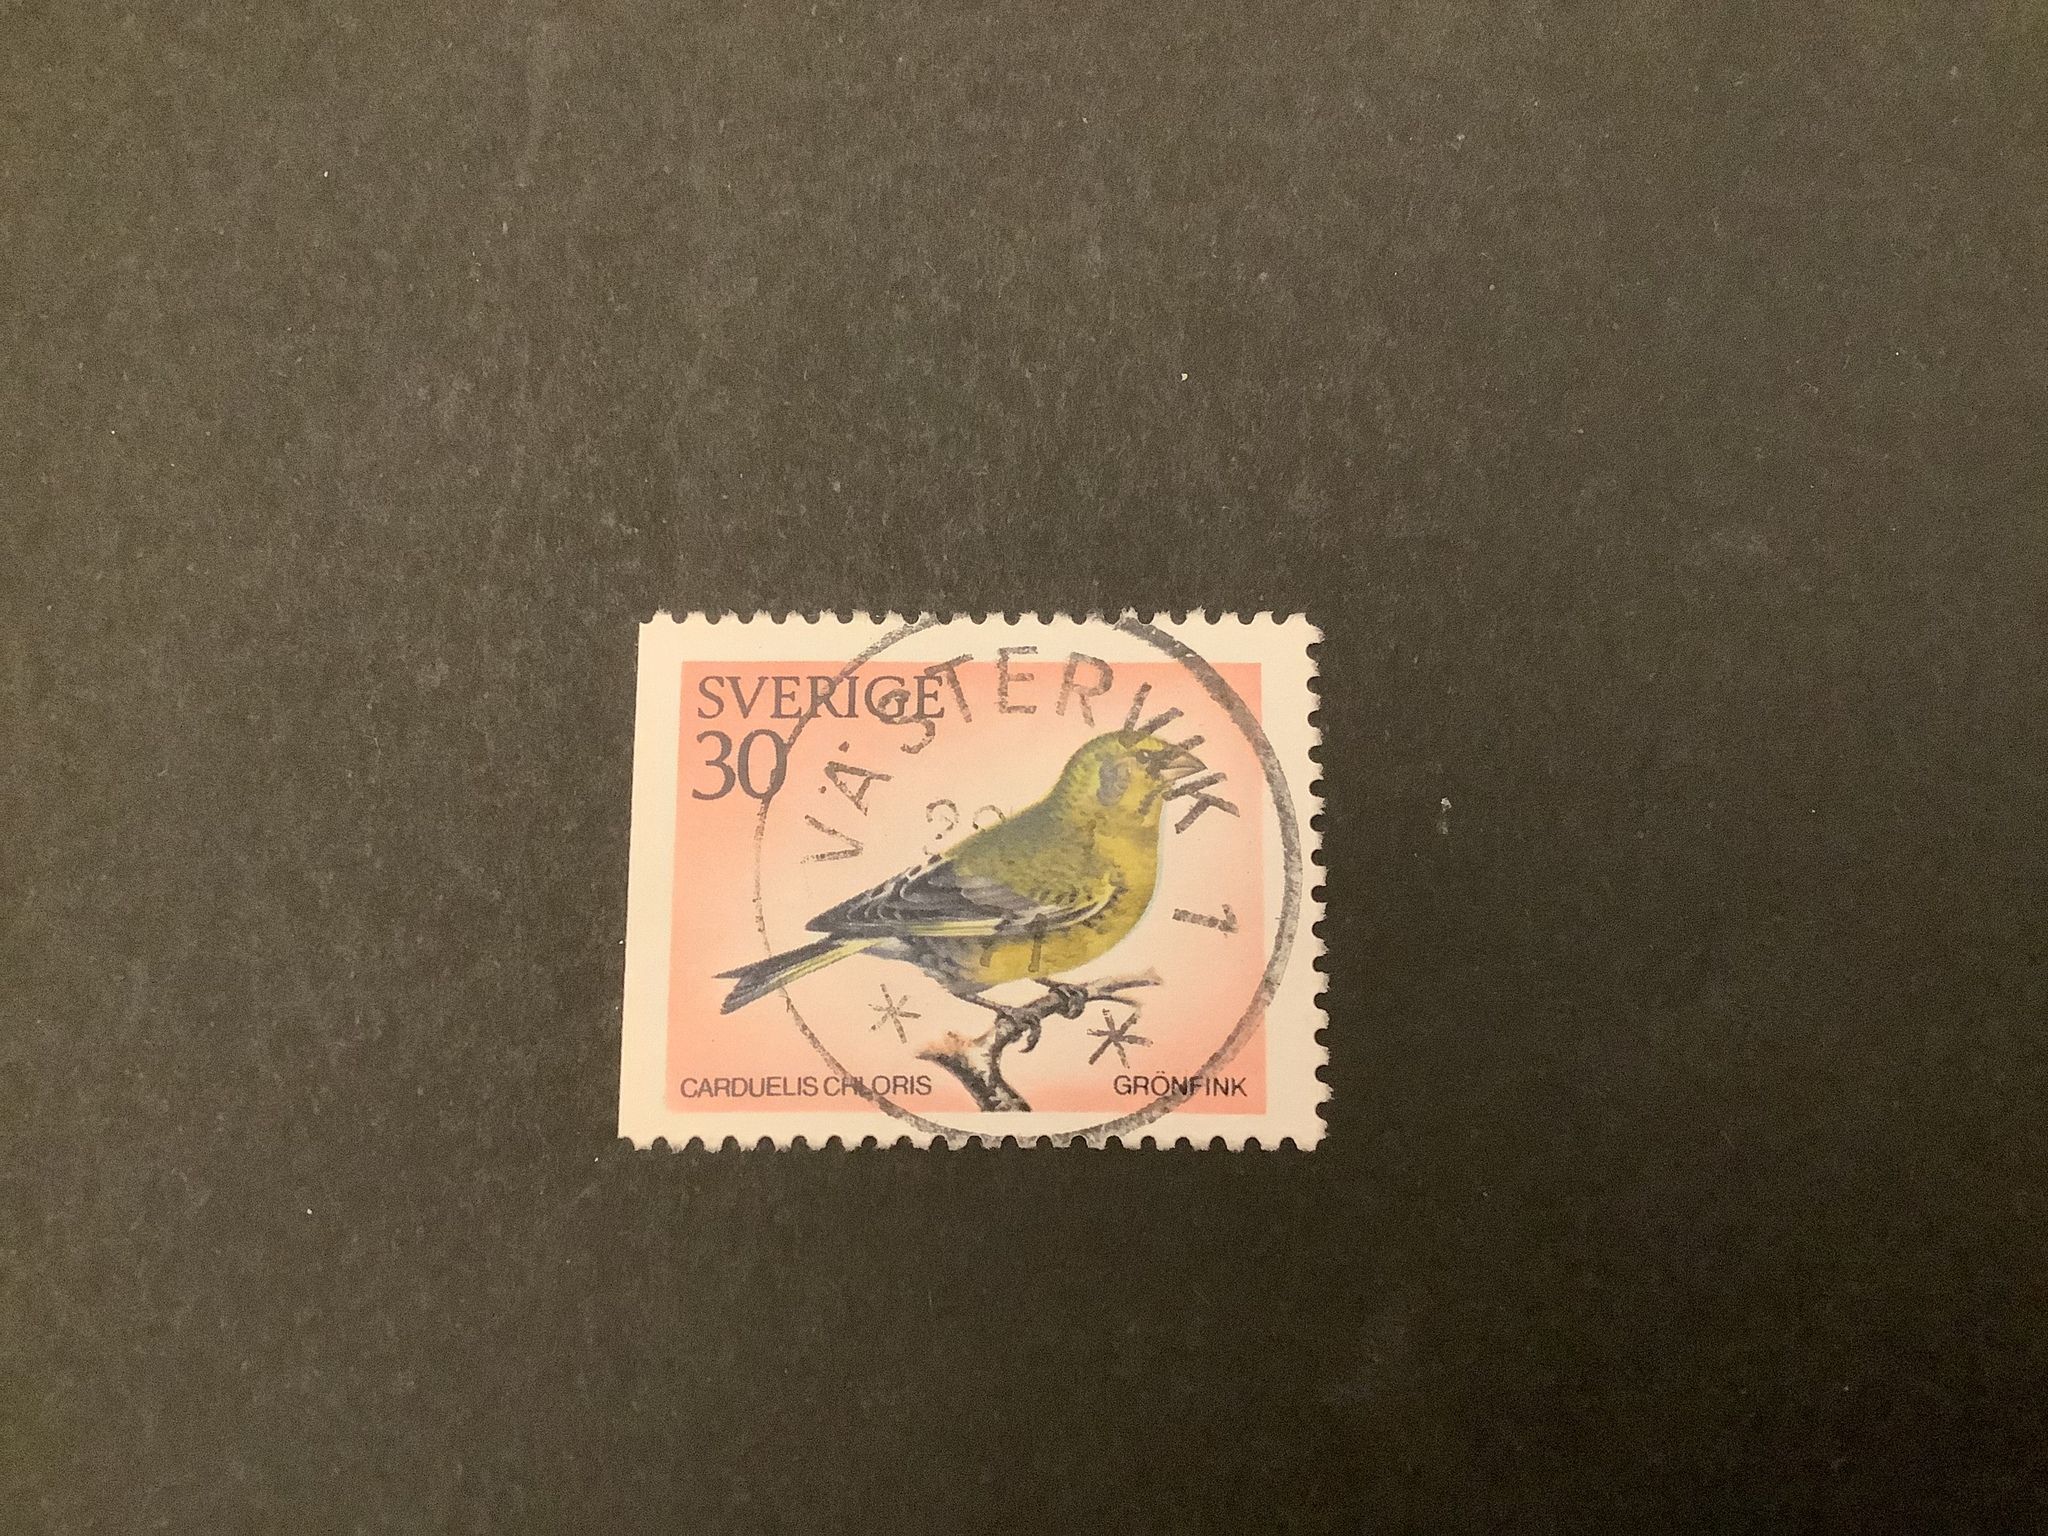 SVERIGE
30
VÄSTERVIK 1
CARDUELIS CHLORIS
GRÖNFINK